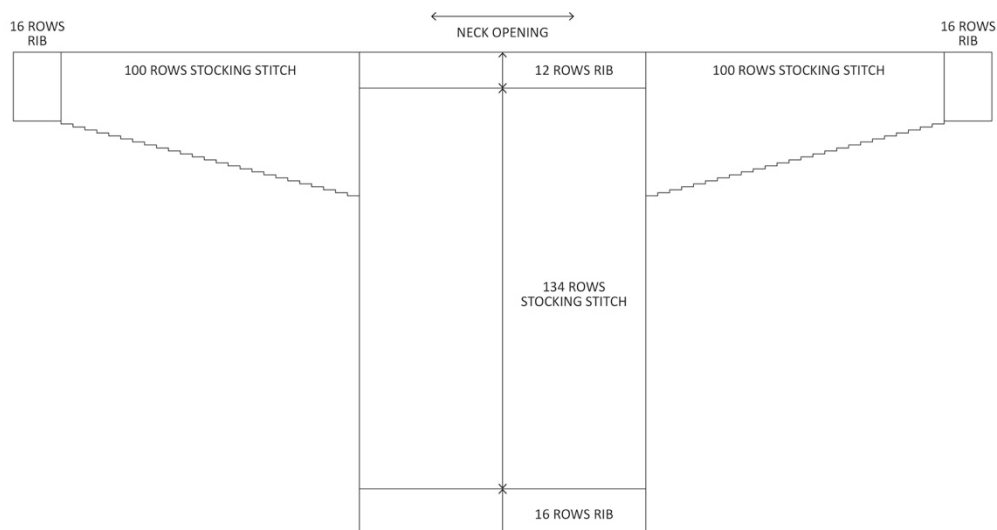 16 ROWS
RIB
NECK OPENING
16 ROWS
RIB
100 ROWS STOCKING STITCH
12 ROWS RIB
100 ROWS STOCKING STITCH
134 ROWS
STOCKING STITCH
16 ROWS RIB